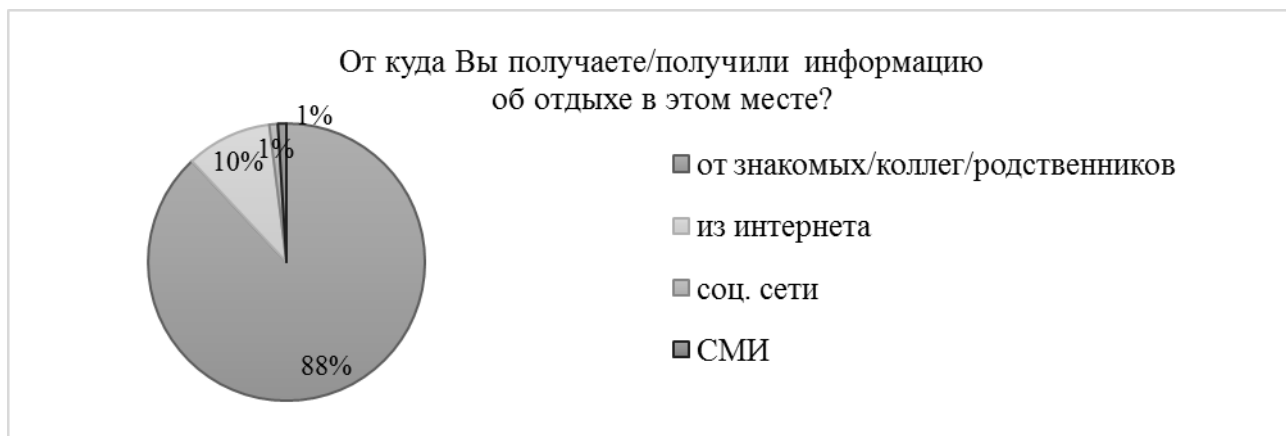 От куда Вы получаете/получили информацию
об отдыхе в этом месте?
1%
1%
10%
88%
от знакомых/коллег/родственников
из интернета
соц. сети
СМИ